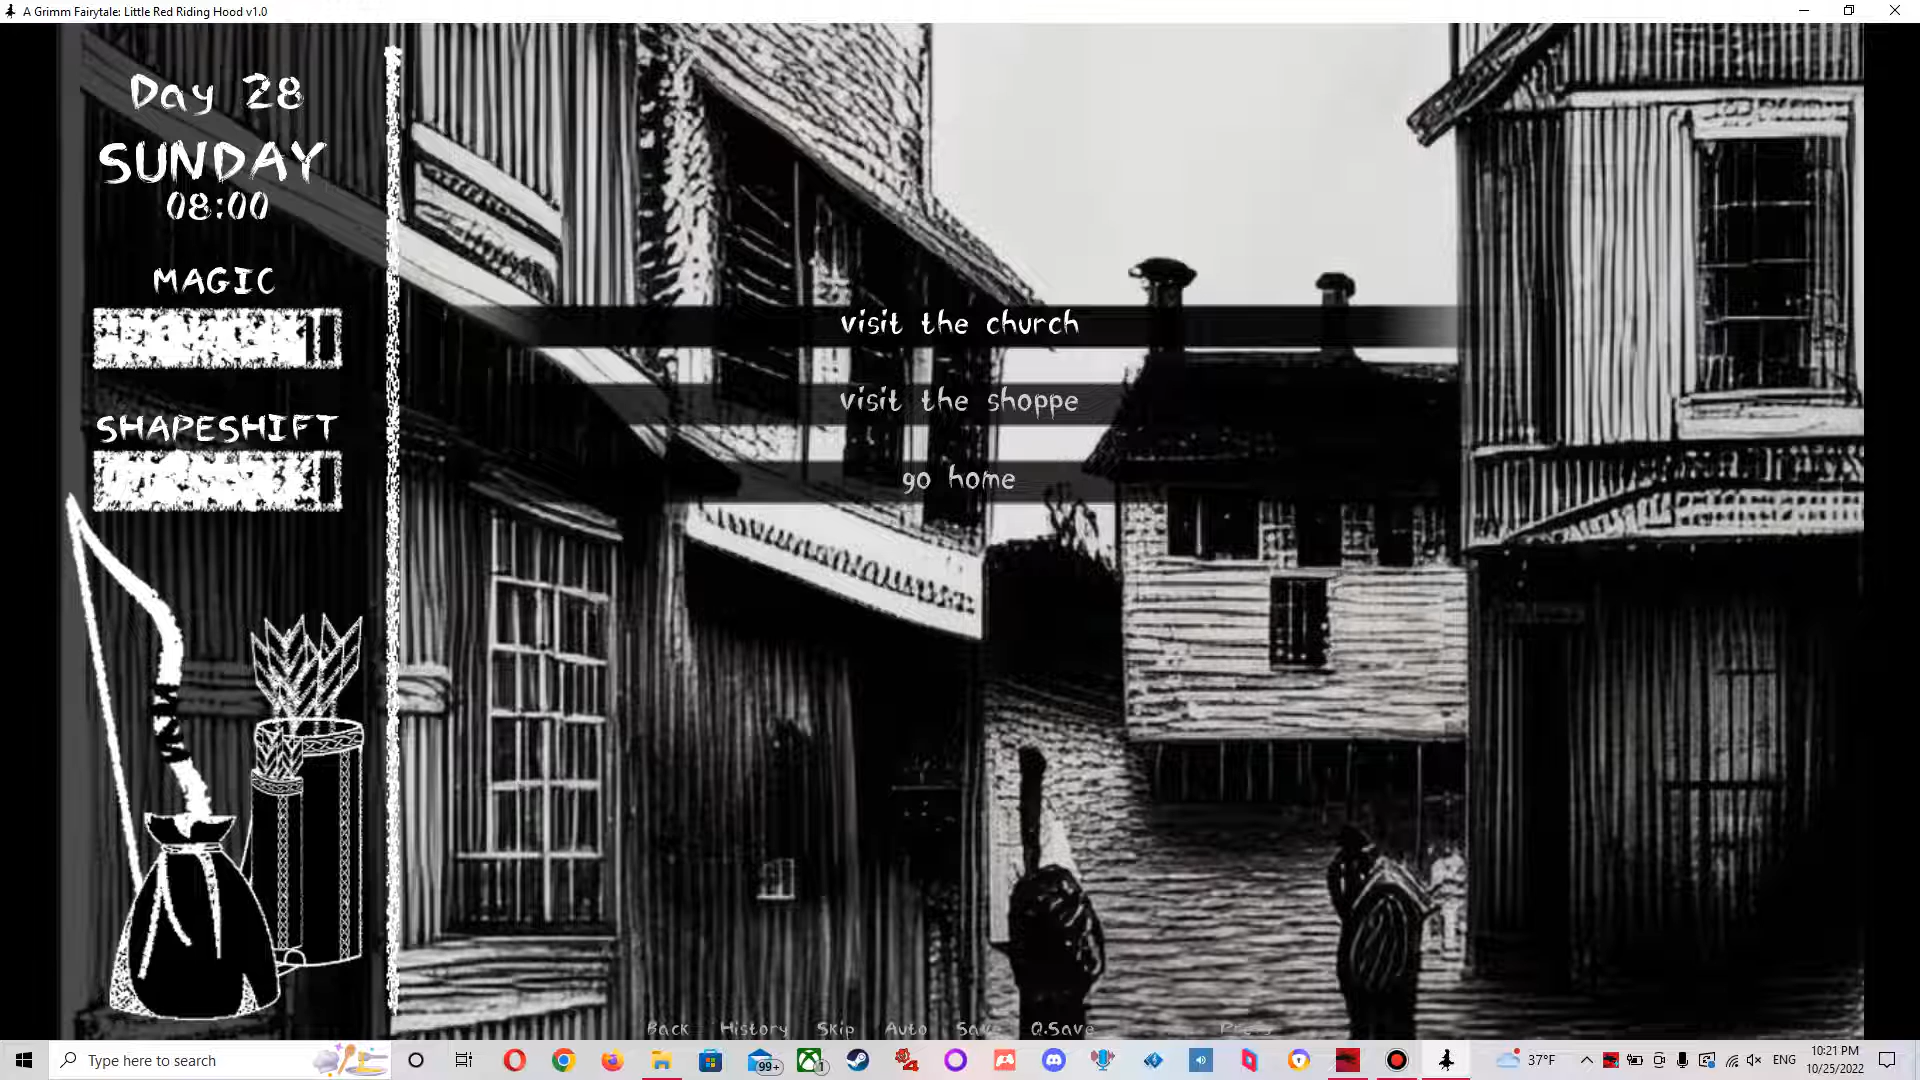 A Grimm Fairytale: Little Red Riding Hood v1.0
Day 28
SUNDAY
08:00
MAGIC
SHAPESHIFT
visit the church
visit the shoppe
go home
Back History Skip Auto Save Q.Save
Type here to search
99+
1
37°F
ENG
10:21 PM
10/25/2022